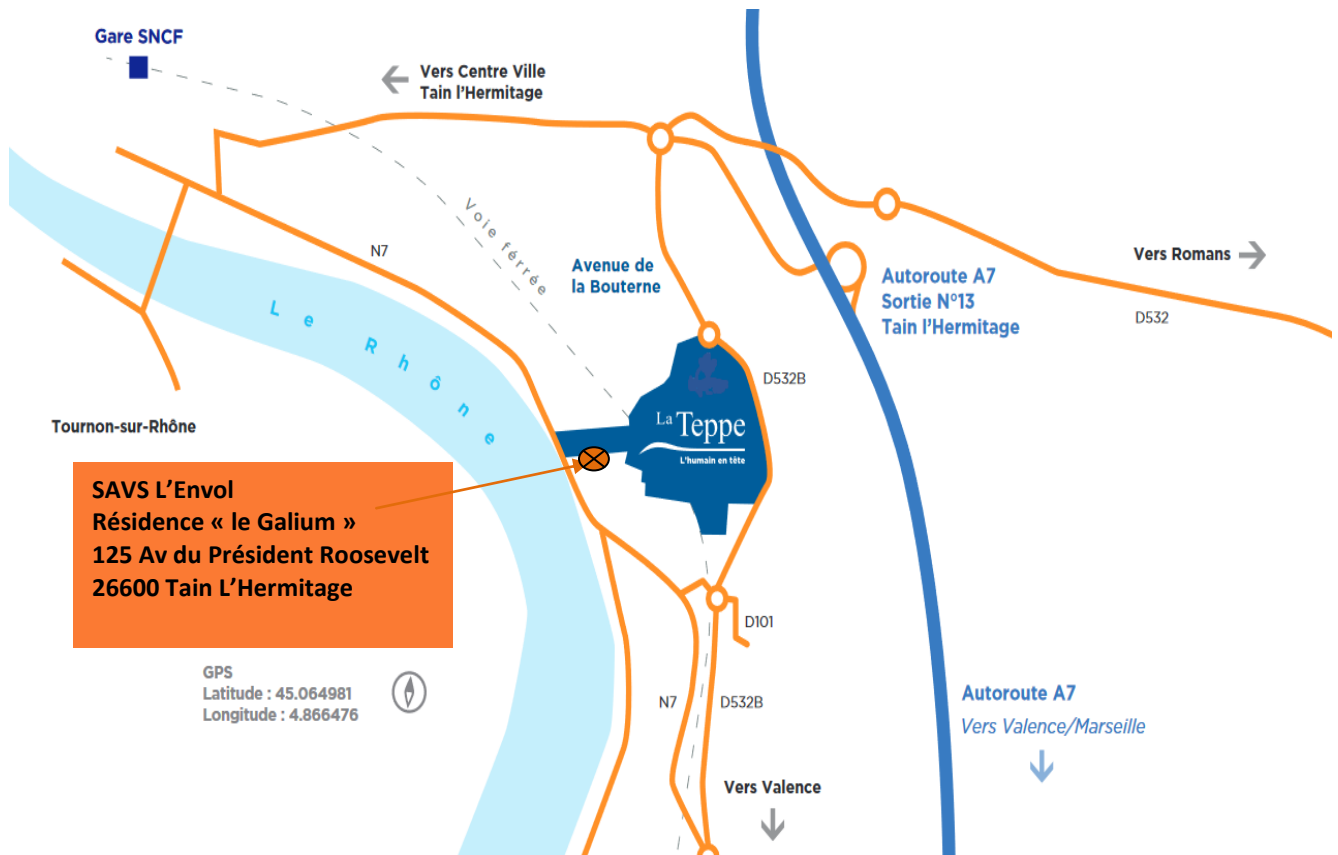 Gare SNCF
Vers Centre Ville
Tain l'Hermitage
Voie férrée
N7
Avenue de
la Bouterne
Vers Romans
Autoroute A7
Sortie N°13
Tain l'Hermitage
D532
Le Rhône
D532B
La Teppe
L'humain en tête
Tournon-sur-Rhône
SAVS L'Envol
Résidence « le Galium »
125 Av du Président Roosevelt
26600 Tain L'Hermitage
D101
GPS
Latitude : 45.064981
Longitude : 4.866476
N7
D532B
Autoroute A7
Vers Valence/Marseille
Vers Valence